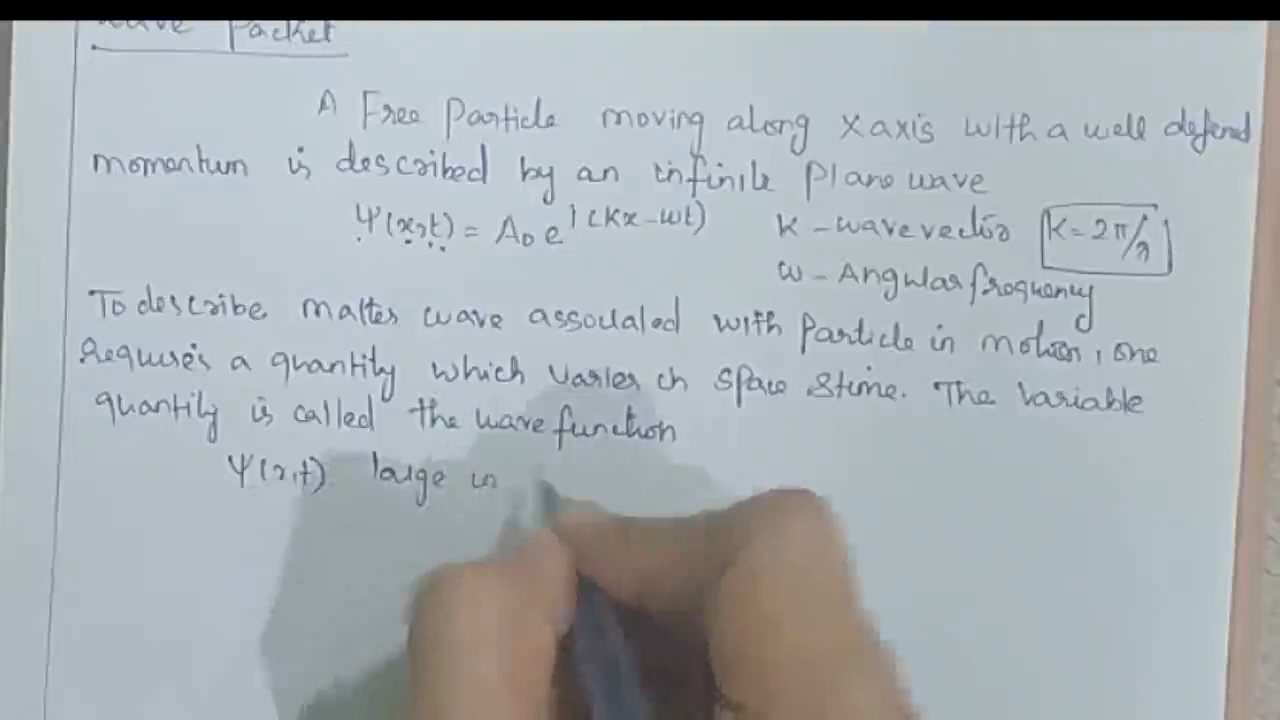 Wave Packet
A Free Particle moving along x axis with a well defined
momentum is described by an infinite Plane wave
Ψ(x,t) = A₀ e^i(kx-ωt) k - wave vector k = 2π/λ
ω - Angular frequency
To describe matter wave associated with Particle in motion, one
Requires a quantity which varies in space & time. The variable
quantity is called the wave function
Ψ(x,t) large in